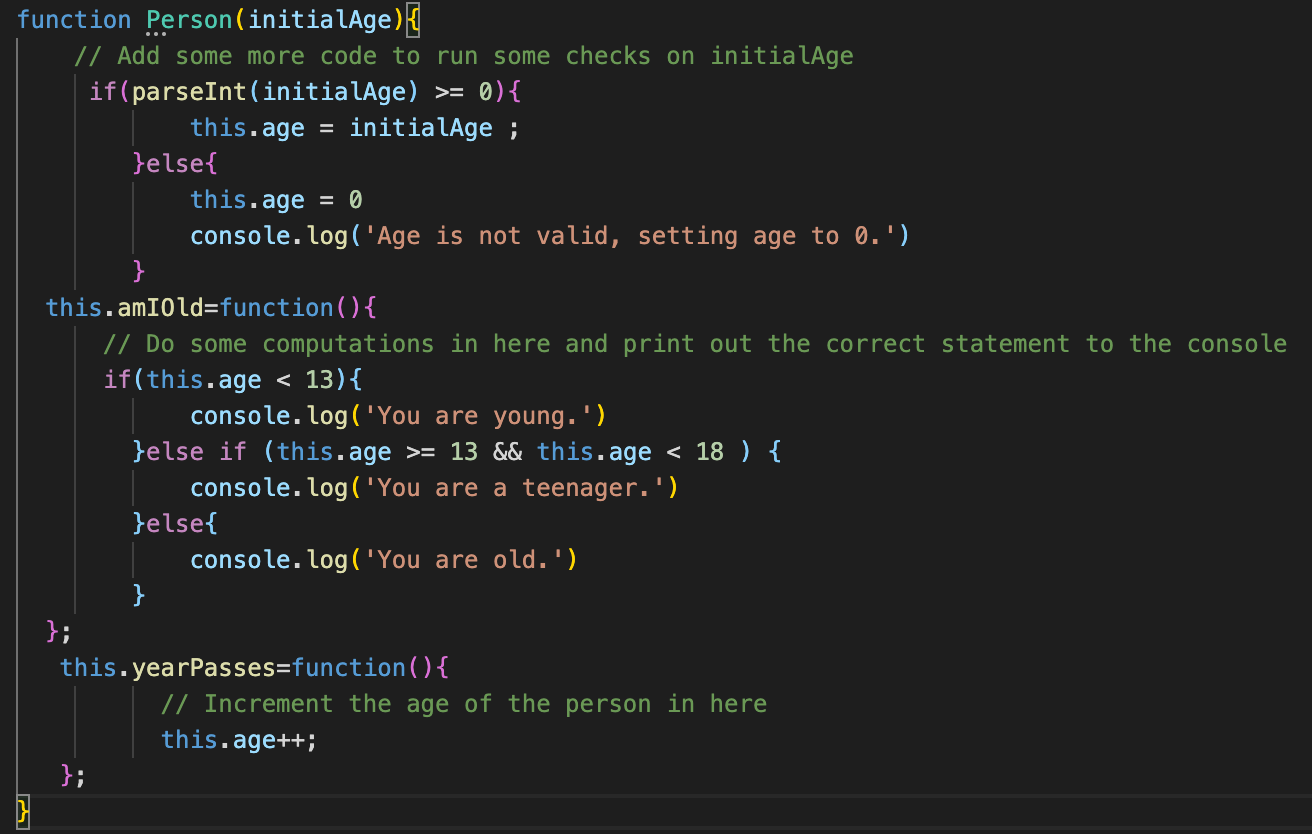 function Person(initialAge){
// Add some more code to run some checks on initialAge
if(parseInt(initialAge) >= 0){
this.age = initialAge ;
}else{
this.age = 0
console.log('Age is not valid, setting age to 0.')
}
this.amIOld=function(){
// Do some computations in here and print out the correct statement to the console
if(this.age < 13){
console.log('You are young.')
}else if (this.age >= 13 && this.age < 18 ) {
console.log('You are a teenager.')
}else{
console.log('You are old.')
}
};
this.yearPasses=function(){
// Increment the age of the person in here
this.age++;
};
}